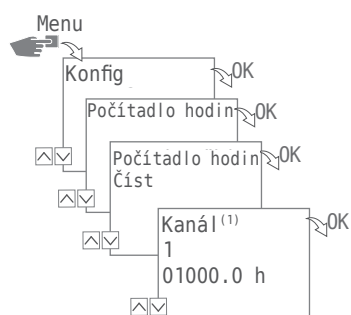 Menu
Konfig OK
Počítadlo hodin OK
Počítadlo hodin OK
Číst
Kanál(1) OK
1
01000.0 h